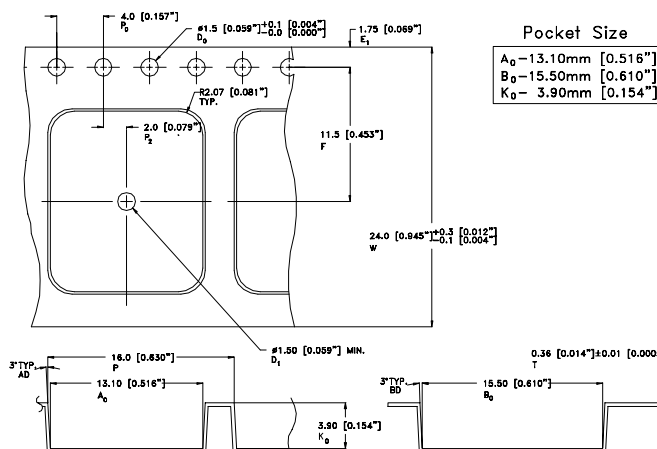 4.0 [0.157"]
P₀
ø1.5 [0.059"]+0.1 [0.004"]
-0.0 [0.000"]
D₀
1.75 [0.069"]
E₁
Pocket Size
A₀-13.10mm [0.516"]
B₀-15.50mm [0.610"]
K₀- 3.90mm [0.154"]
R2.07 [0.081"]
TYP.
2.0 [0.079"]
P₂
11.5 [0.453"]
F
24.0 [0.945"]+0.3 [0.012"]
-0.1 [0.004"]
W
ø1.50 [0.059"] MIN.
D₁
3°TYP.
AD
16.0 [0.630"]
P
13.10 [0.516"]
A₀
3.90 [0.154"]
K₀
3°TYP.
BD
15.50 [0.610"]
B₀
0.36 [0.014"]±0.01 [0.000
T